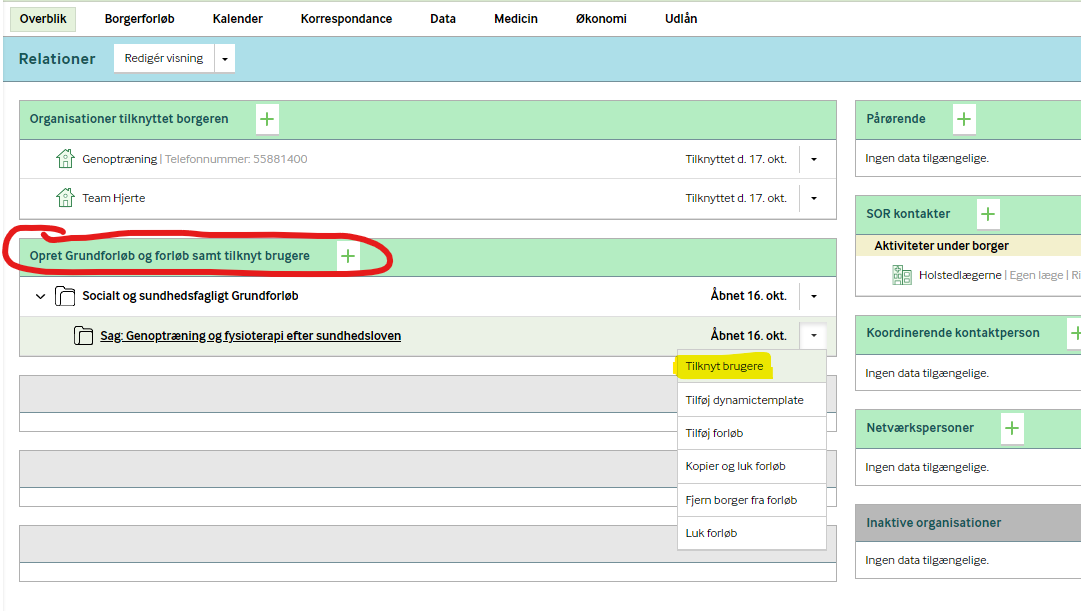 Overblik Borgerforløb Kalender Korrespondance Data Medicin Økonomi Udlån
Relationer Redigér visning
Organisationer tilknyttet borgeren
Genoptræning | Telefonnummer: 55881400 Tilknyttet d. 17. okt.
Team Hjerte Tilknyttet d. 17. okt.
Opret Grundforløb og forløb samt tilknyt brugere
Socialt og sundhedsfagligt Grundforløb Åbnet 16. okt.
Sag: Genoptræning og fysioterapi efter sundhedsloven Åbnet 16. okt.
Tilknyt brugere
Tilføj dynamictemplate
Tilføj forløb
Kopier og luk forløb
Fjern borger fra forløb
Luk forløb
Pårørende
Ingen data tilgængelige.
SOR kontakter
Aktiviteter under borger
Holstedlægerne | Egen læge | Ri
Koordinerende kontaktperson
Ingen data tilgængelige.
Netværkspersoner
Ingen data tilgængelige.
Inaktive organisationer
Ingen data tilgængelige.